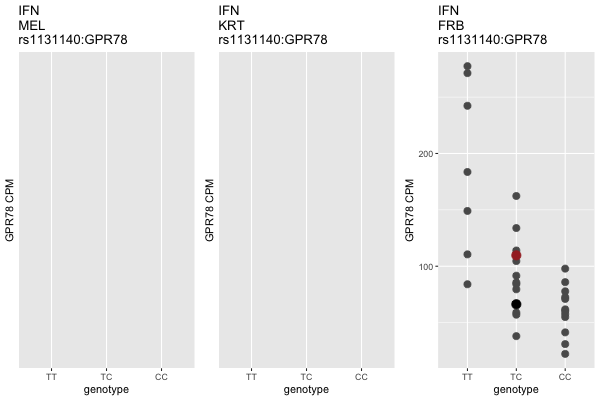 IFN
MEL
rs1131140:GPR78
GPR78 CPM
TT TC CC
genotype
IFN
KRT
rs1131140:GPR78
GPR78 CPM
TT TC CC
genotype
IFN
FRB
rs1131140:GPR78
GPR78 CPM
200
100
TT TC CC
genotype